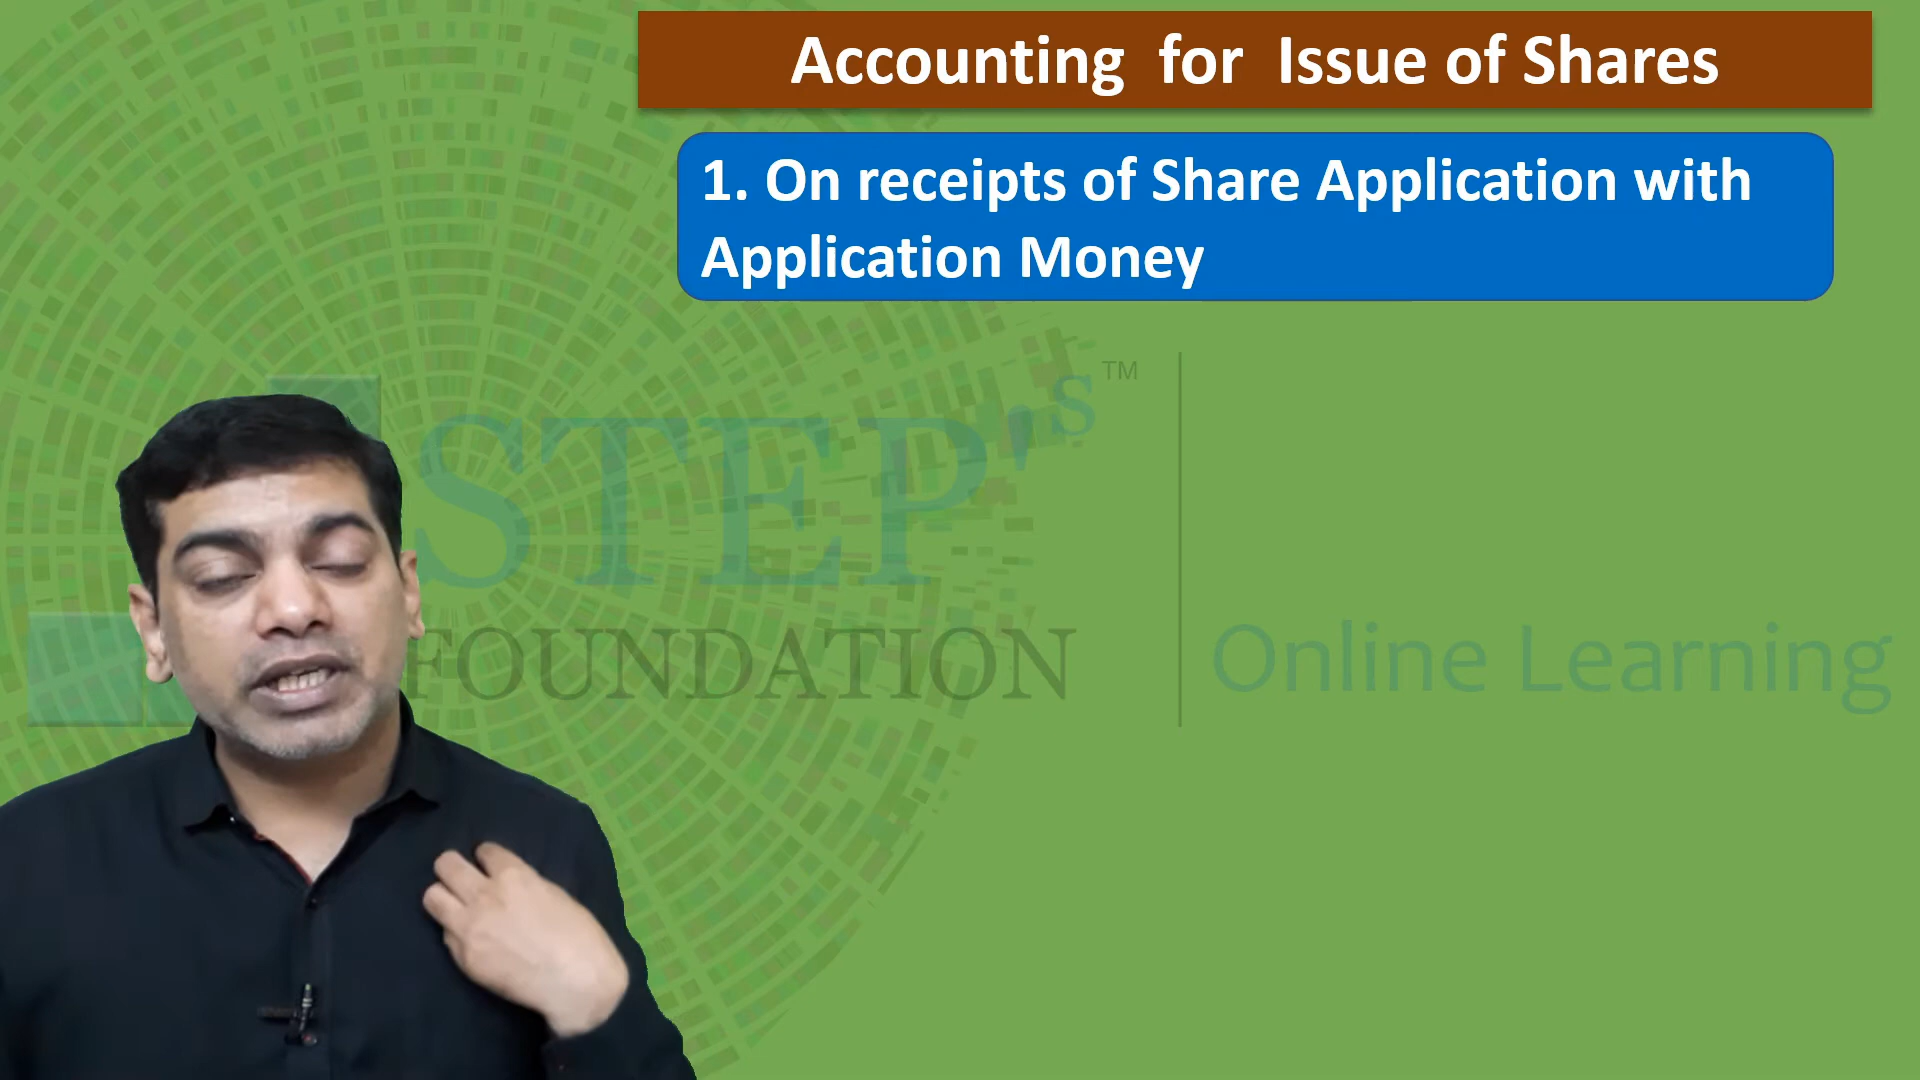 Accounting for Issue of Shares
1. On receipts of Share Application with
Application Money
STEP's™
FOUNDATION
Online Learning